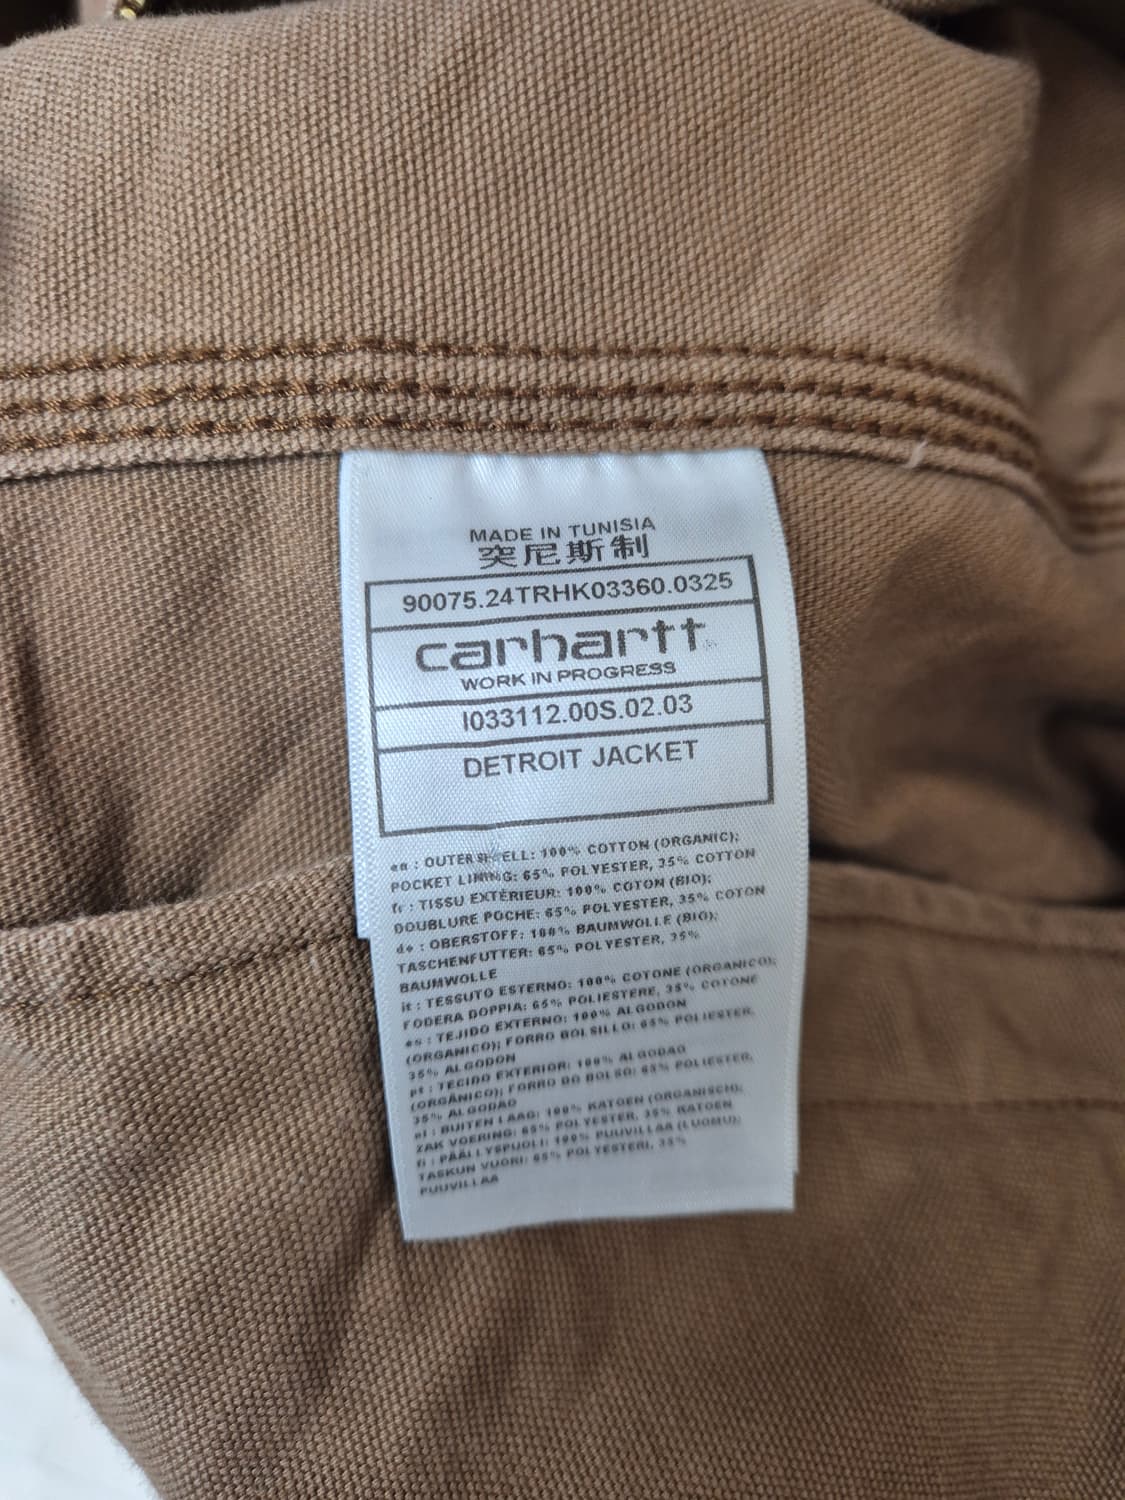 MADE IN TUNISIA
突尼斯制
90075.24TRHK03360.0325
carhartt
WORK IN PROGRESS
I033112.00S.02.03
DETROIT JACKET
en : OUTER SHELL: 100% COTTON (ORGANIC);
POCKET LINING: 65% POLYESTER, 35% COTTON
fr : TISSU EXTÈRIEUR: 100% COTON (BIO);
DOUBLURE POCHE: 65% POLYESTER, 35% COTON
de : OBERSTOFF: 100% BAUMWOLLE (BIO);
TASCHENFUTTER: 65% POLYESTER, 35%
BAUMWOLLE
it : TESSUTO ESTERNO: 100% COTONE (ORGANICO);
FODERA DOPPIA: 65% POLIESTERE, 35% COTONE
es : TEJIDO EXTERNO: 100% ALGODON
(ORGANICO); FORRO BOLSILLO: 65% POLIESTER,
35% ALGODON
pt : TECIDO EXTERIOR: 100% ALGODAO
(ORGÂNICO); FORRO DO BOLSO: 65% POLIESTER,
35% ALGODAO
nl : BUITEN LAAG: 100% KATOEN (ORGANISCH);
ZAK VOERING: 65% POLYESTER, 35% KATOEN
fi : PÄÄLLYSPUOLI: 100% PUUVILLAA (LUOMU);
TASKUN VUORI: 65% POLYESTERI, 35%
PUUVILLAA